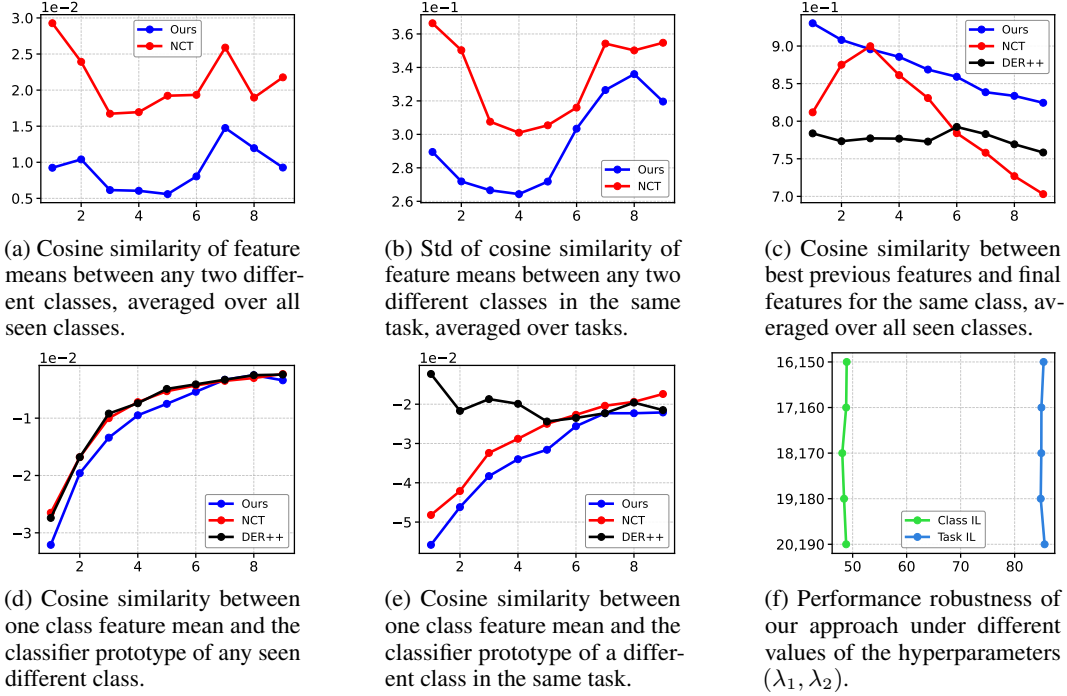 1e−2
3.0
2.5
2.0
1.5
1.0
0.5
2
4
6
8
Ours
NCT
(a) Cosine similarity of feature
means between any two differ-
ent classes, averaged over all
seen classes.
1e−1
3.6
3.4
3.2
3.0
2.8
2.6
2
4
6
8
Ours
NCT
(b) Std of cosine similarity of
feature means between any two
different classes in the same
task, averaged over tasks.
1e−1
9.0
8.5
8.0
7.5
7.0
2
4
6
8
Ours
NCT
DER++
(c) Cosine similarity between
best previous features and final
features for the same class, av-
eraged over all seen classes.
1e−2
−1
−2
−3
2
4
6
8
Ours
NCT
DER++
(d) Cosine similarity between
one class feature mean and the
classifier prototype of any seen
different class.
1e−2
−2
−3
−4
−5
2
4
6
8
Ours
NCT
DER++
(e) Cosine similarity between
one class feature mean and the
classifier prototype of a differ-
ent class in the same task.
16,150
17,160
18,170
19,180
20,190
50
60
70
80
Class IL
Task IL
(f) Performance robustness of
our approach under different
values of the hyperparameters
(λ₁, λ₂).